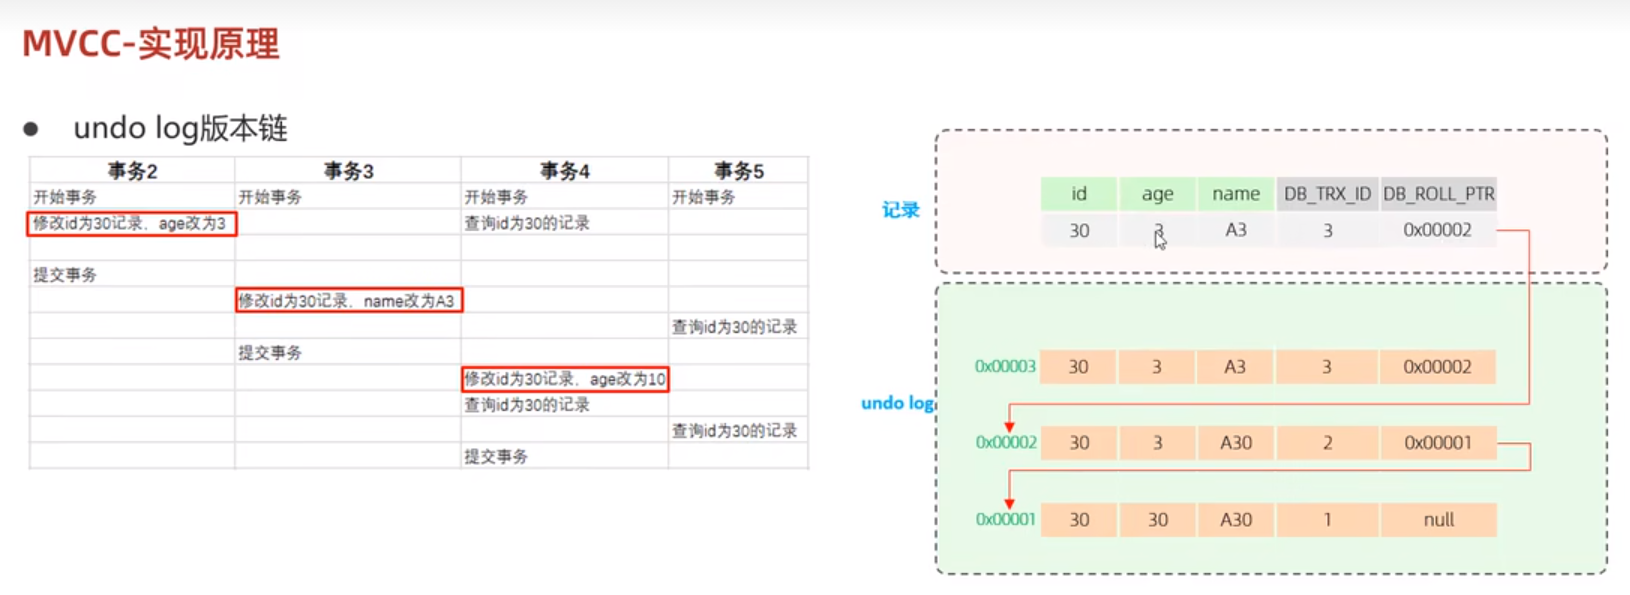 MVCC-实现原理
● undo log版本链
事务2 事务3 事务4 事务5
开始事务 开始事务 开始事务 开始事务
修改id为30记录，age改为3 查询id为30的记录
提交事务
修改id为30记录，name改为A3
查询id为30的记录
提交事务
修改id为30记录，age改为10
查询id为30的记录
查询id为30的记录
提交事务
记录
id age name DB_TRX_ID DB_ROLL_PTR
30 3 A3 3 0x00002
undo log
0x00003 30 3 A3 3 0x00002
0x00002 30 3 A30 2 0x00001
0x00001 30 30 A30 1 null